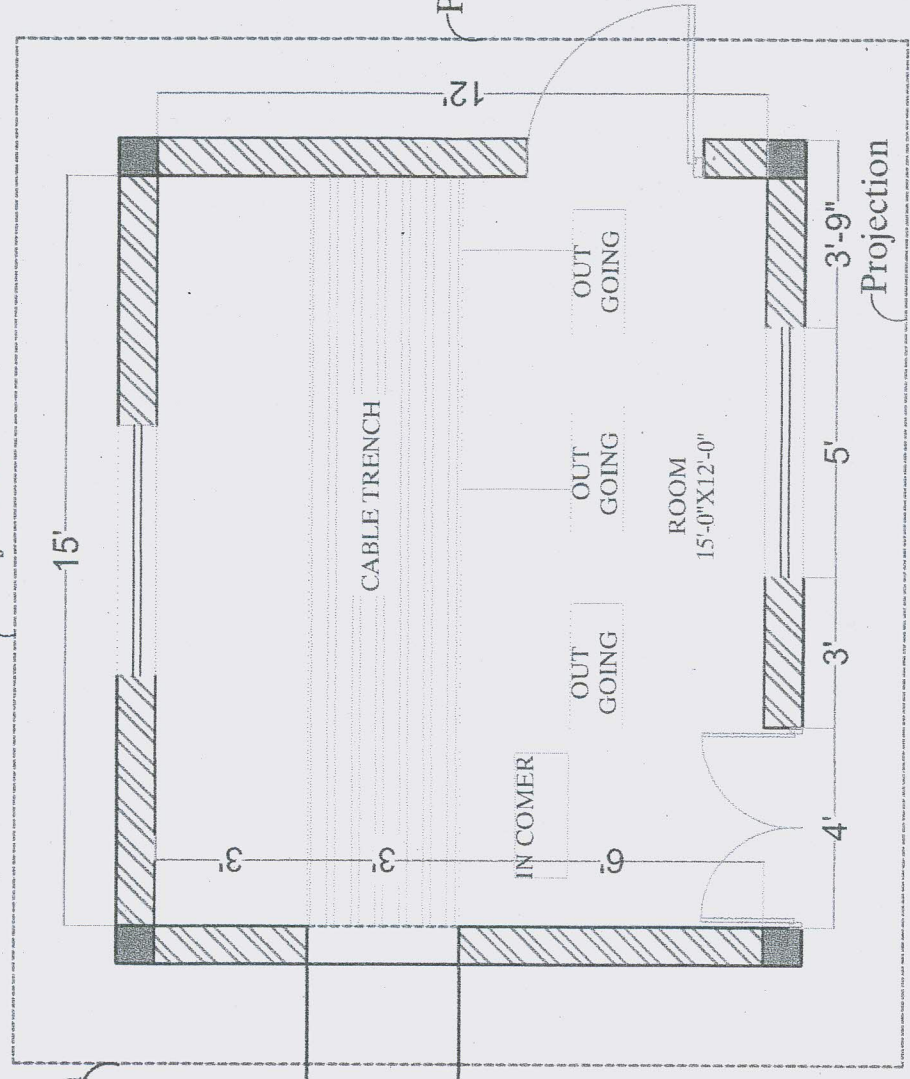 15'
12'
CABLE TRENCH
3'
3'
6'
IN COMER
OUT
GOING
OUT
GOING
OUT
GOING
ROOM
15'-0"X12'-0"
4'
3'
5'
3'-9"
Projection